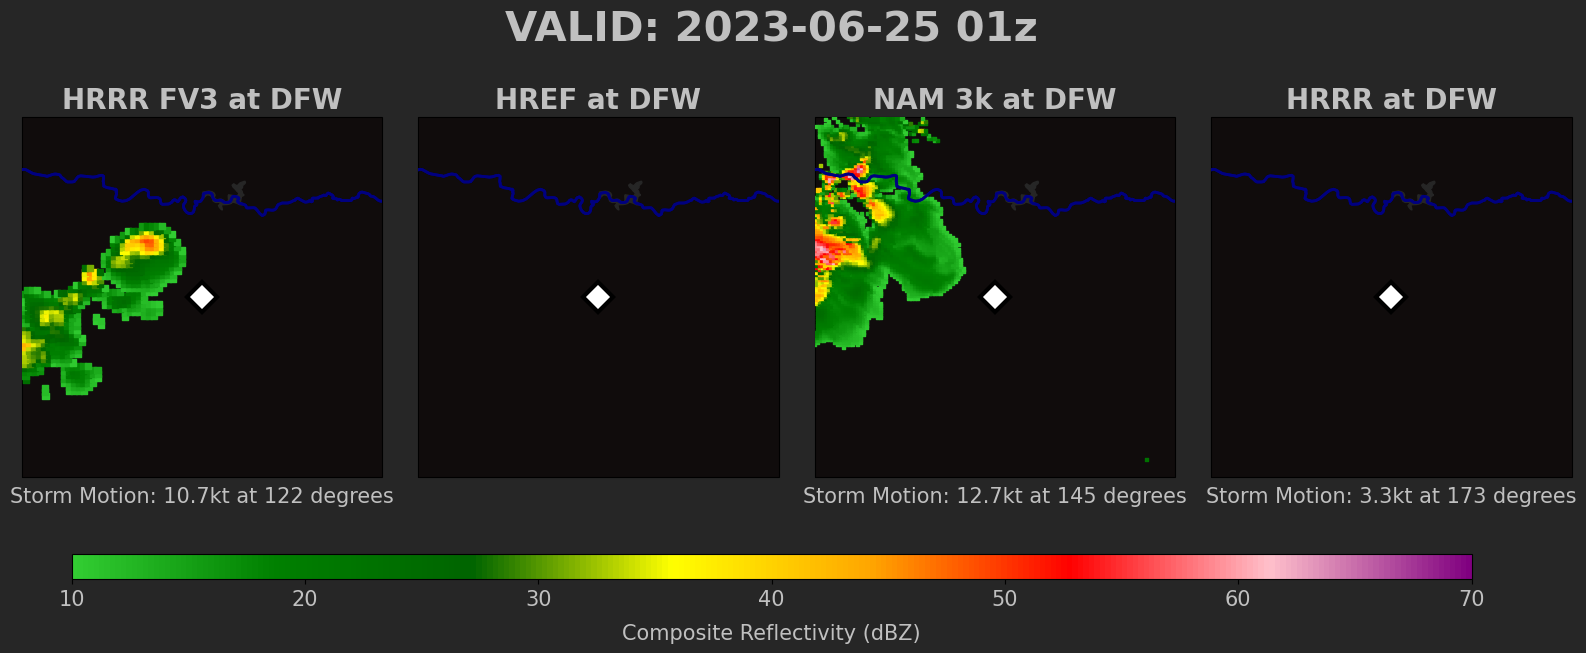 VALID: 2023-06-25 01z
HRRR FV3 at DFW
HREF at DFW
NAM 3k at DFW
HRRR at DFW
Storm Motion: 10.7kt at 122 degrees
Storm Motion: 12.7kt at 145 degrees
Storm Motion: 3.3kt at 173 degrees
10 20 30 40 50 60 70
Composite Reflectivity (dBZ)